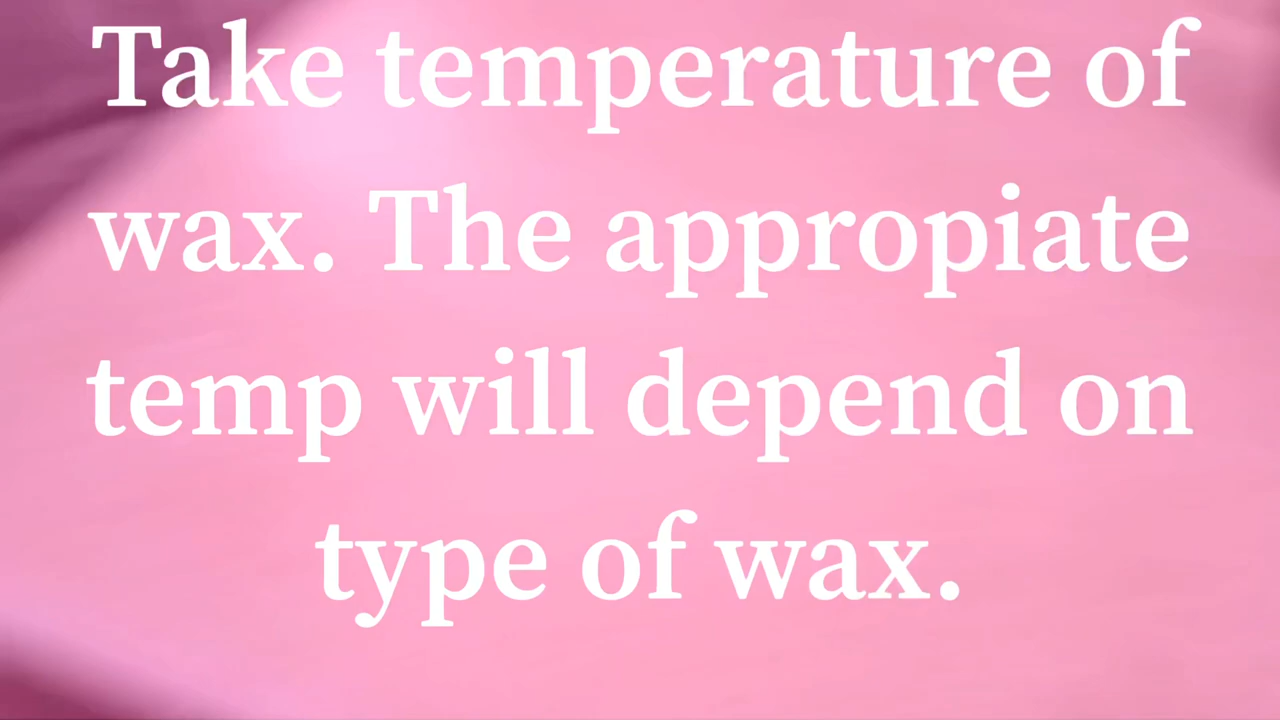 Take temperature of
wax. The appropiate
temp will depend on
type of wax.